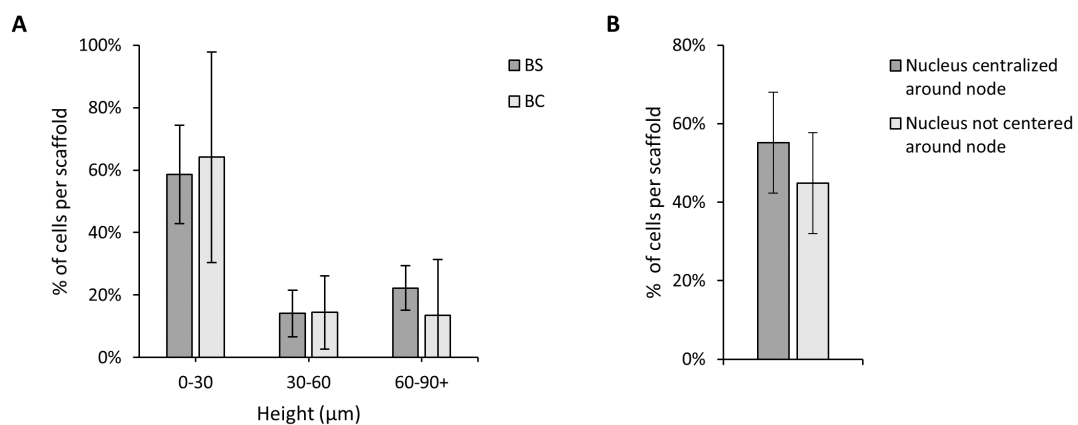 A
100%
80%
60%
40%
20%
0%
% of cells per scaffold
0-30
30-60
60-90+
Height (µm)
BS
BC
B
80%
60%
40%
20%
0%
% of cells per scaffold
Nucleus centralized
around node
Nucleus not centered
around node